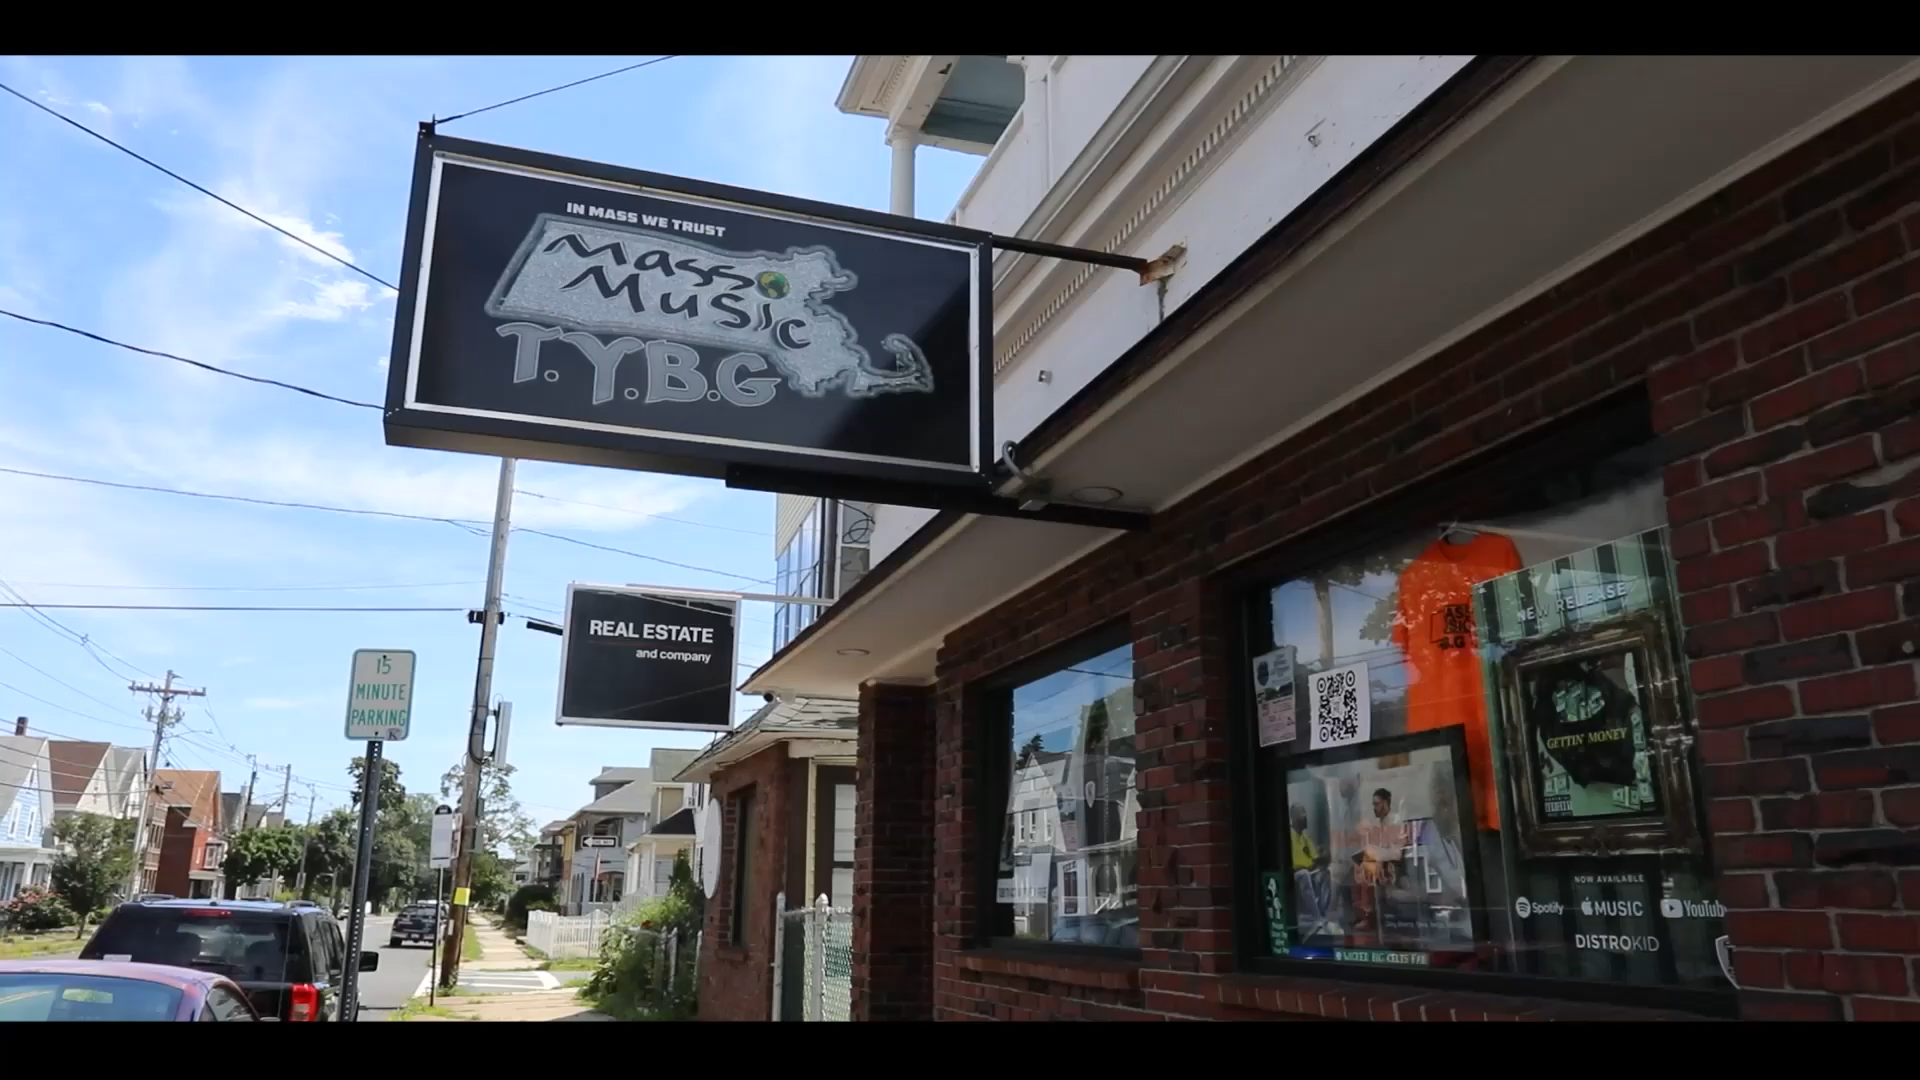 IN MASS WE TRUST
Mass
Music
T.Y.B.G
REAL ESTATE
and company
15
MINUTE
PARKING
NEW RELEASE
GETTIN' MONEY
NOW AVAILABLE
Spotify MUSIC YouTube
DISTROKID